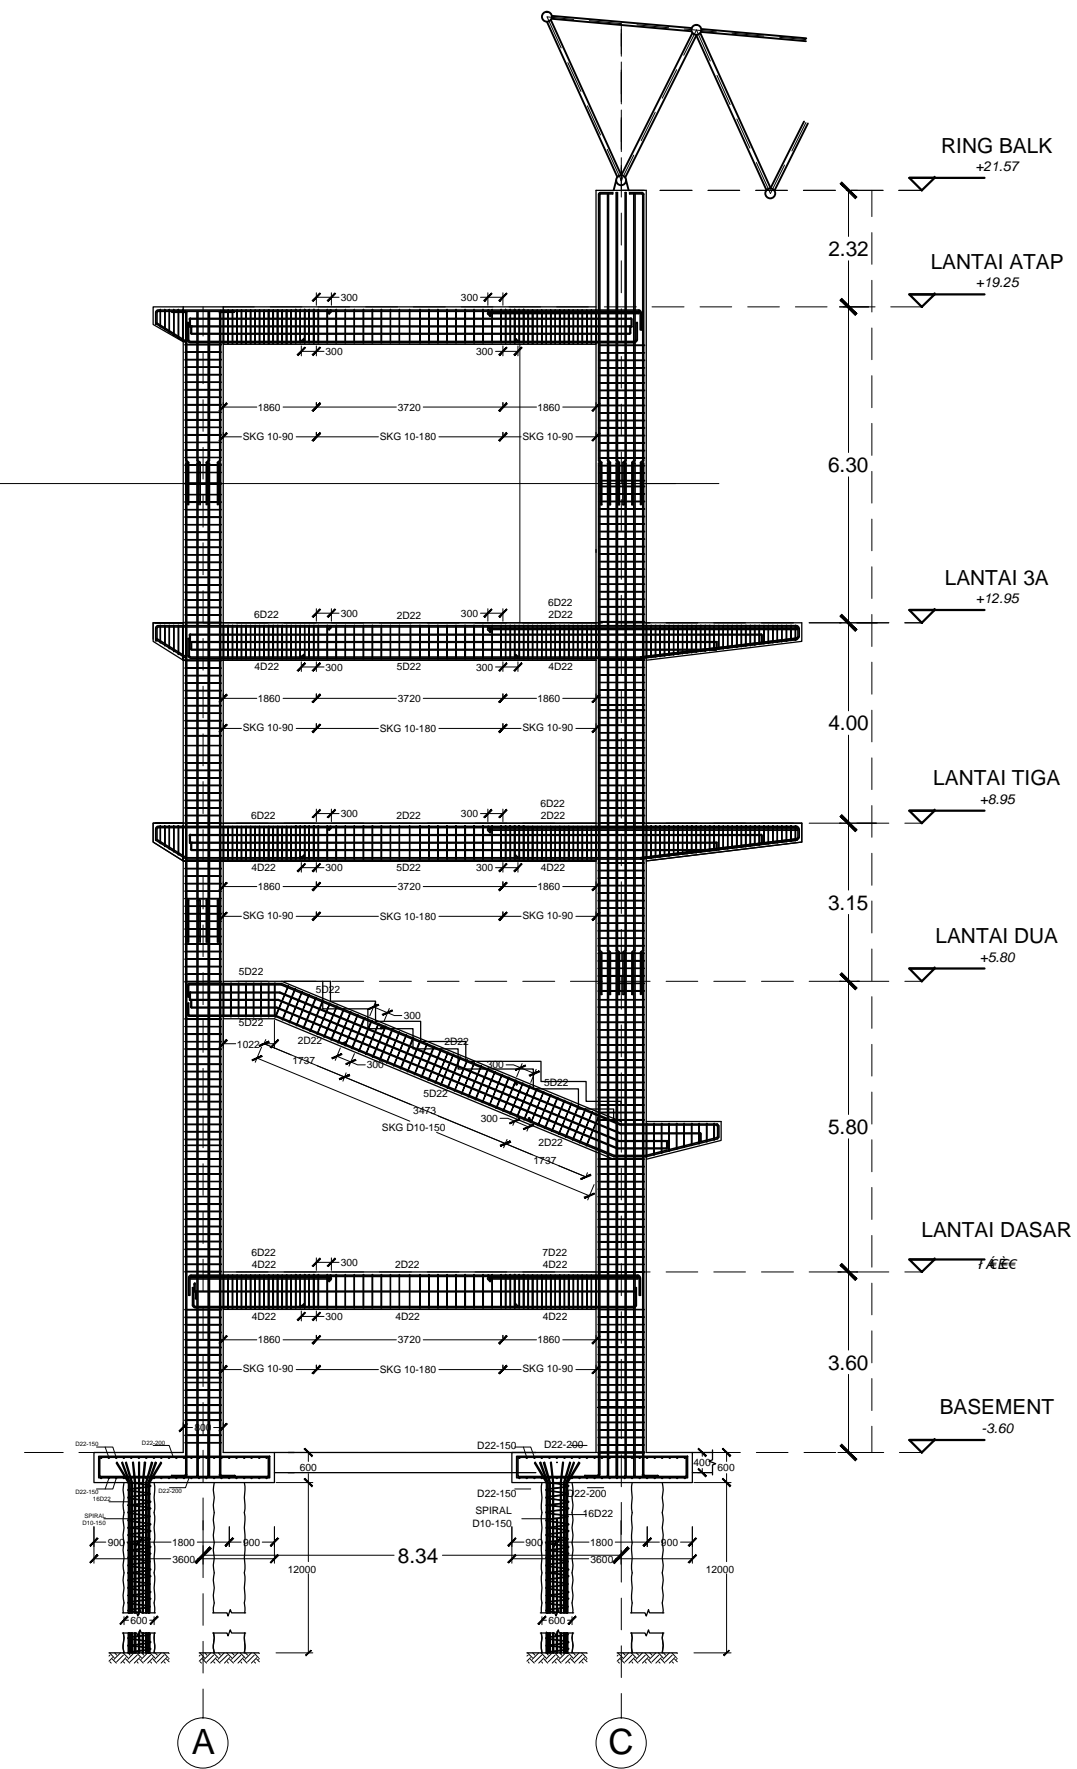 RING BALK
+21.57
2.32
LANTAI ATAP
+19.25
300 300
300 300
1860 3720 1860
SKG 10-90 SKG 10-180 SKG 10-90
6.30
LANTAI 3A
+12.95
6D22
6D22 300 2D22 300 2D22
4D22 300 5D22 300 4D22
1860 3720 1860
SKG 10-90 SKG 10-180 SKG 10-90
4.00
LANTAI TIGA
+8.95
6D22
6D22 300 2D22 300 2D22
4D22 300 5D22 300 4D22
1860 3720 1860
SKG 10-90 SKG 10-180 SKG 10-90
3.15
LANTAI DUA
+5.80
5D22
5D22
300
5D22
1022
2D22
2D22
1737
300
300
5D22
5D22
3473
300
SKG D10-150
2D22
1737
5.80
LANTAI DASAR
6D22 7D22
4D22 300 2D22 300 4D22
4D22 300 4D22 300 4D22
1860 3720 1860
SKG 10-90 SKG 10-180 SKG 10-90
3.60
BASEMENT
-3.60
800
D22-150 D22-200
600
D22-150 D22-200
400 600
D22-150 D22-200
16D22
SPIRAL
D10-150
D22-150 D22-200
SPIRAL
D10-150
16D22
900 1800 900
3600
8.34
900 1800 900
3600
12000
12000
600
600
A
C